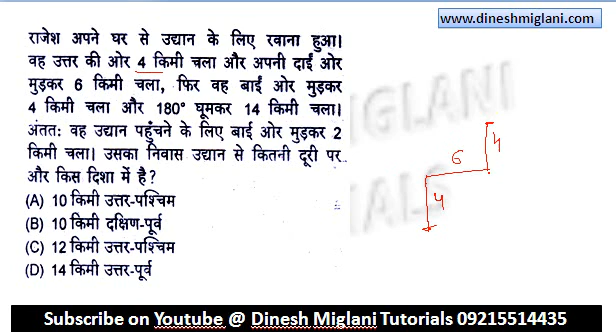 www.dineshmiglani.com
राजेश अपने घर से उद्यान के लिए रवाना हुआ।
वह उत्तर की ओर 4 किमी चला और अपनी दाईं ओर
मुड़कर 6 किमी चला, फिर वह बाईं ओर मुड़कर
4 किमी चला और 180° घूमकर 14 किमी चला।
अंततः वह उद्यान पहुँचने के लिए बाई ओर मुड़कर 2
किमी चला। उसका निवास उद्यान से कितनी दूरी पर
और किस दिशा में है?
(A) 10 किमी उत्तर-पश्चिम
(B) 10 किमी दक्षिण-पूर्व
(C) 12 किमी उत्तर-पश्चिम
(D) 14 किमी उत्तर-पूर्व
MIGLANI
IALS
4
6
4
Subscribe on Youtube @ Dinesh Miglani Tutorials 09215514435